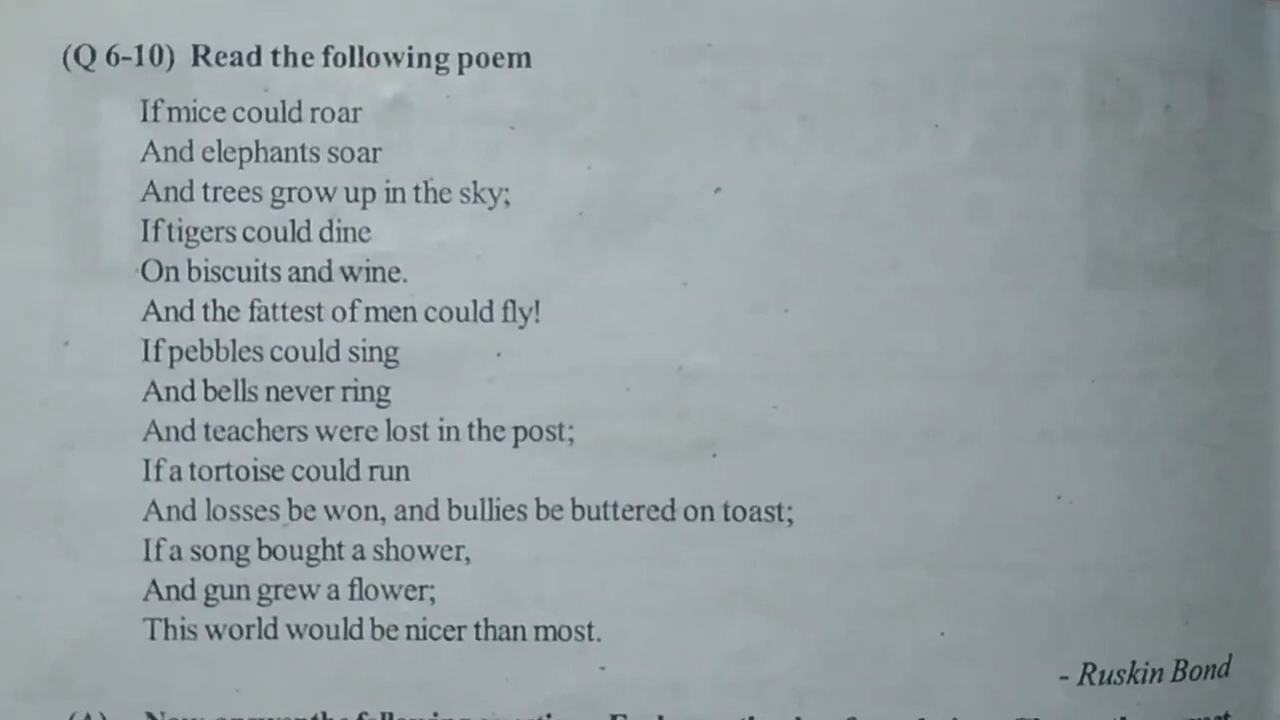 (Q 6-10) Read the following poem
If mice could roar
And elephants soar
And trees grow up in the sky;
If tigers could dine
On biscuits and wine.
And the fattest of men could fly!
If pebbles could sing
And bells never ring
And teachers were lost in the post;
If a tortoise could run
And losses be won, and bullies be buttered on toast;
If a song bought a shower,
And gun grew a flower;
This world would be nicer than most.
- Ruskin Bond
(A) Now answer the following